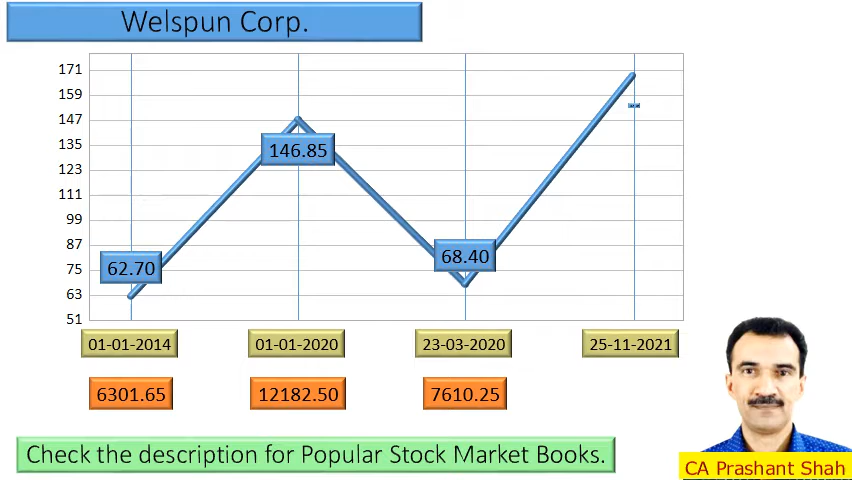 Welspun Corp.
171
159
147
135
123
111
99
87
75
63
51
146.85
62.70
68.40
01-01-2014 01-01-2020 23-03-2020 25-11-2021
6301.65 12182.50 7610.25
Check the description for Popular Stock Market Books.
CA Prashant Shah